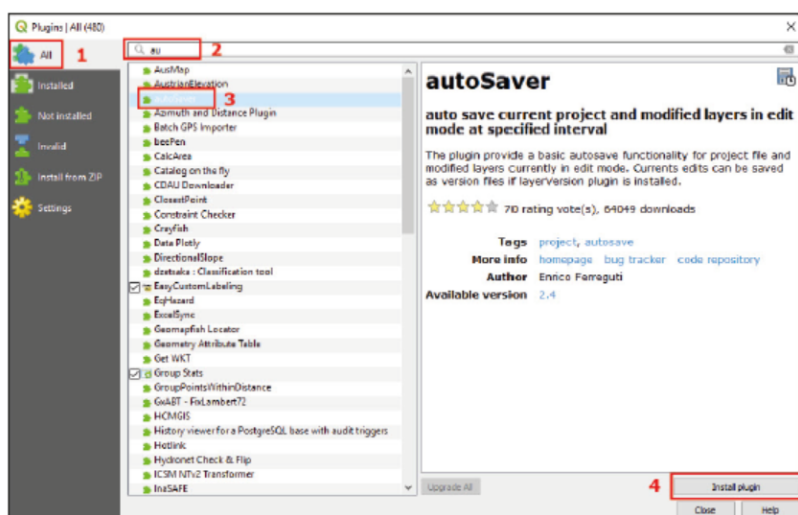 Plugins | All (480)
All
1
au
2
Installed
Not installed
Invalid
Install from ZIP
Settings
AusMap
AustrianElevation
autoSaver
3
Azimuth and Distance Plugin
Batch GPS Importer
beePen
CalcArea
Catalog on the fly
CDAU Downloader
ClosestPoint
Constraint Checker
Crayfish
Data Plotly
DirectionalSlope
dzetsaka : Classification tool
EasyCustomLabeling
EqHazard
ExcelSync
Geomapfish Locator
Geometry Attribute Table
Get WKT
Group Stats
GroupPointsWithinDistance
GxABT - FixLambert72
HCMGIS
History viewer for a PostgreSQL base with audit triggers
Hotlink
Hydronet Check & Flip
ICSM NTv2 Transformer
InaSAFE
autoSaver
auto save current project and modified layers in edit
mode at specified interval
The plugin provide a basic autosave functionality for project file and
modified layers currently in edit mode. Currents edits can be saved
as version files if layerVersion plugin is installed.
70 rating vote(s), 64049 downloads
Tags project, autosave
More info homepage bug tracker code repository
Author Enrico Ferreguti
Available version 2.4
Upgrade All
4
Install plugin
Close
Help